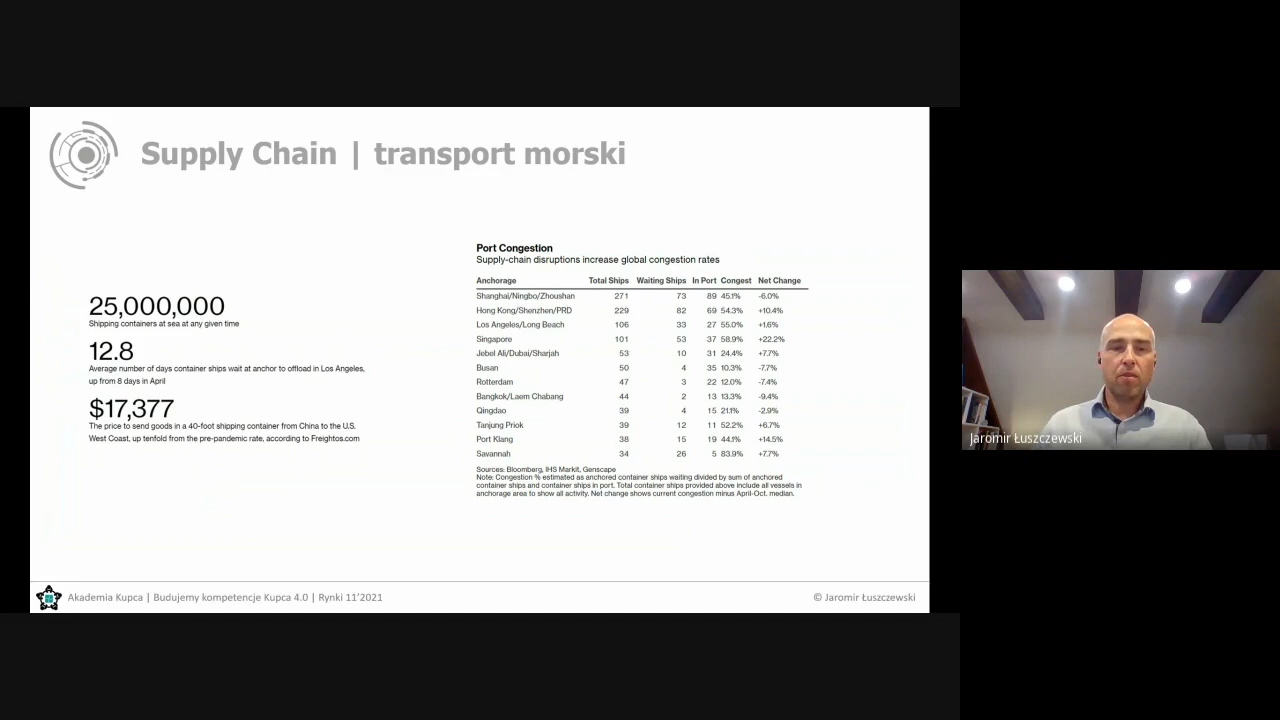 Supply Chain | transport morski
25,000,000
Shipping containers at sea at any given time
12.8
Average number of days container ships wait at anchor to offload in Los Angeles,
up from 8 days in April
$17,377
The price to send goods in a 40-foot shipping container from China to the U.S.
West Coast, up tenfold from the pre-pandemic rate, according to Freightos.com
Port Congestion
Supply-chain disruptions increase global congestion rates
Anchorage Total Ships Waiting Ships In Port Congest Net Change
Shanghai/Ningbo/Zhoushan 271 73 89 45.1% -6.0%
Hong Kong/Shenzhen/PRD 229 82 69 54.3% +10.4%
Los Angeles/Long Beach 106 33 27 55.0% +1.6%
Singapore 101 53 37 58.9% +22.2%
Jebel Ali/Dubai/Sharjah 53 10 31 24.4% +7.7%
Busan 50 4 35 10.3% -7.7%
Rotterdam 47 3 22 12.0% -7.4%
Bangkok/Laem Chabang 44 2 13 13.3% -9.4%
Qingdao 39 4 15 21.1% -2.9%
Tanjung Priok 39 12 11 52.2% +6.7%
Port Klang 38 15 19 44.1% +14.5%
Savannah 34 26 5 83.9% +7.7%
Sources: Bloomberg, IHS Markit, Genscape
Note: Congestion % estimated as anchored container ships waiting divided by sum of anchored
container ships and container ships in port. Total container ships provided above include all vessels in
anchorage area to show all activity. Net change shows current congestion minus April-Oct. median.
Akademia Kupca | Budujemy kompetencje Kupca 4.0 | Rynki 11'2021
© Jaromir Łuszczewski
Jaromir Łuszczewski